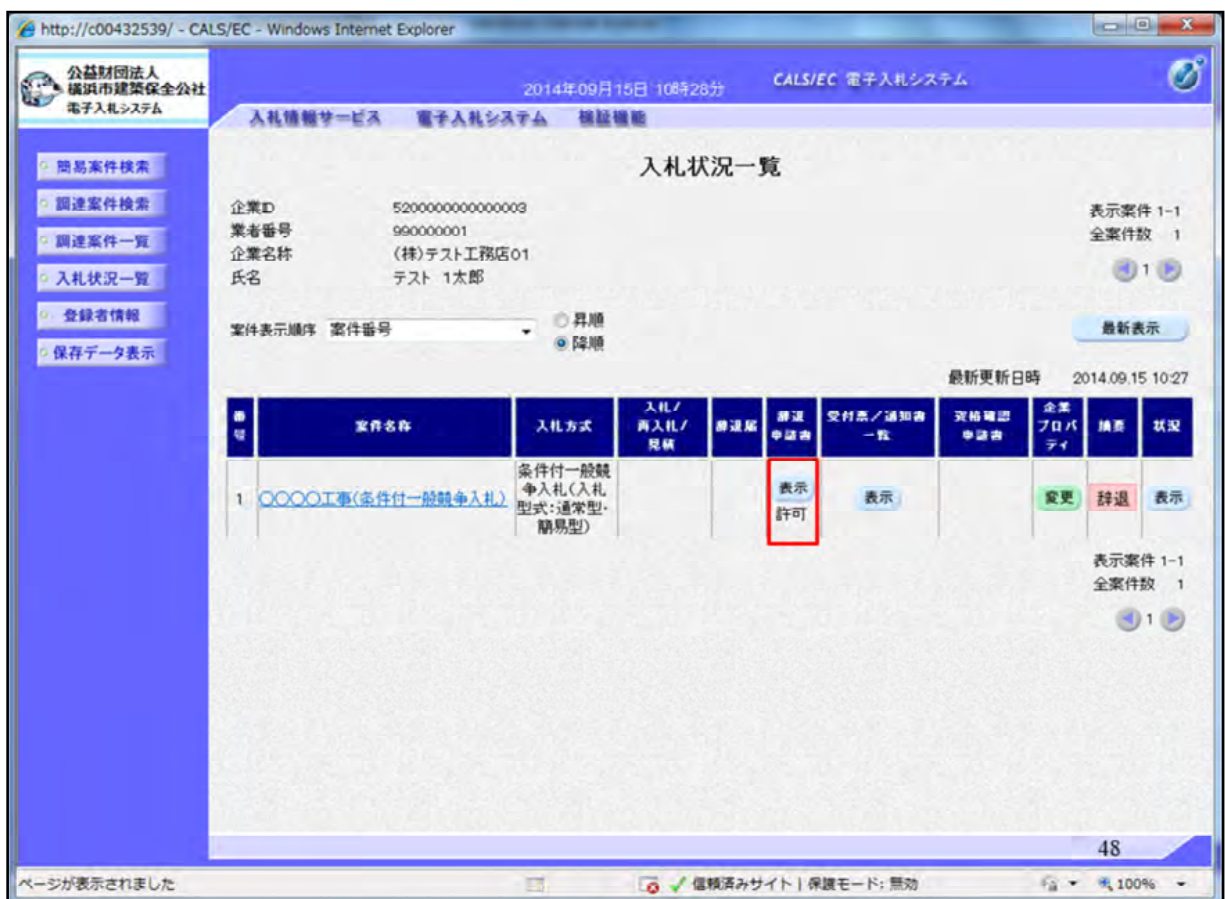 http://c00432539/ - CALS/EC - Windows Internet Explorer
公益財団法人
横浜市建築保全公社
電子入札システム
2014年09月15日 10時28分
CALS/EC 電子入札システム
入札情報サービス 電子入札システム 検証機能
簡易案件検索
調達案件検索
調達案件一覧
入札状況一覧
登録者情報
保存データ表示
入札状況一覧
企業ID 5200000000000003
業者番号 990000001
企業名称 (株)テスト工務店01
氏名 テスト 1太郎
表示案件 1-1
全案件数 1
1
案件表示順序 案件番号
昇順
降順
最新表示
最新更新日時 2014.09.15 10:27
番号 案件名称 入札方式 入札/再入札/見積 辞退届 辞退申請書 受付票/通知書一覧 資格確認申請書 企業プロパティ 摘要 状況
1 〇〇〇〇工事(条件付一般競争入札) 条件付一般競争入札(入札型式:通常型・簡易型) 表示 許可 表示 変更 辞退 表示
表示案件 1-1
全案件数 1
1
48
ページが表示されました
信頼済みサイト | 保護モード: 無効
100%